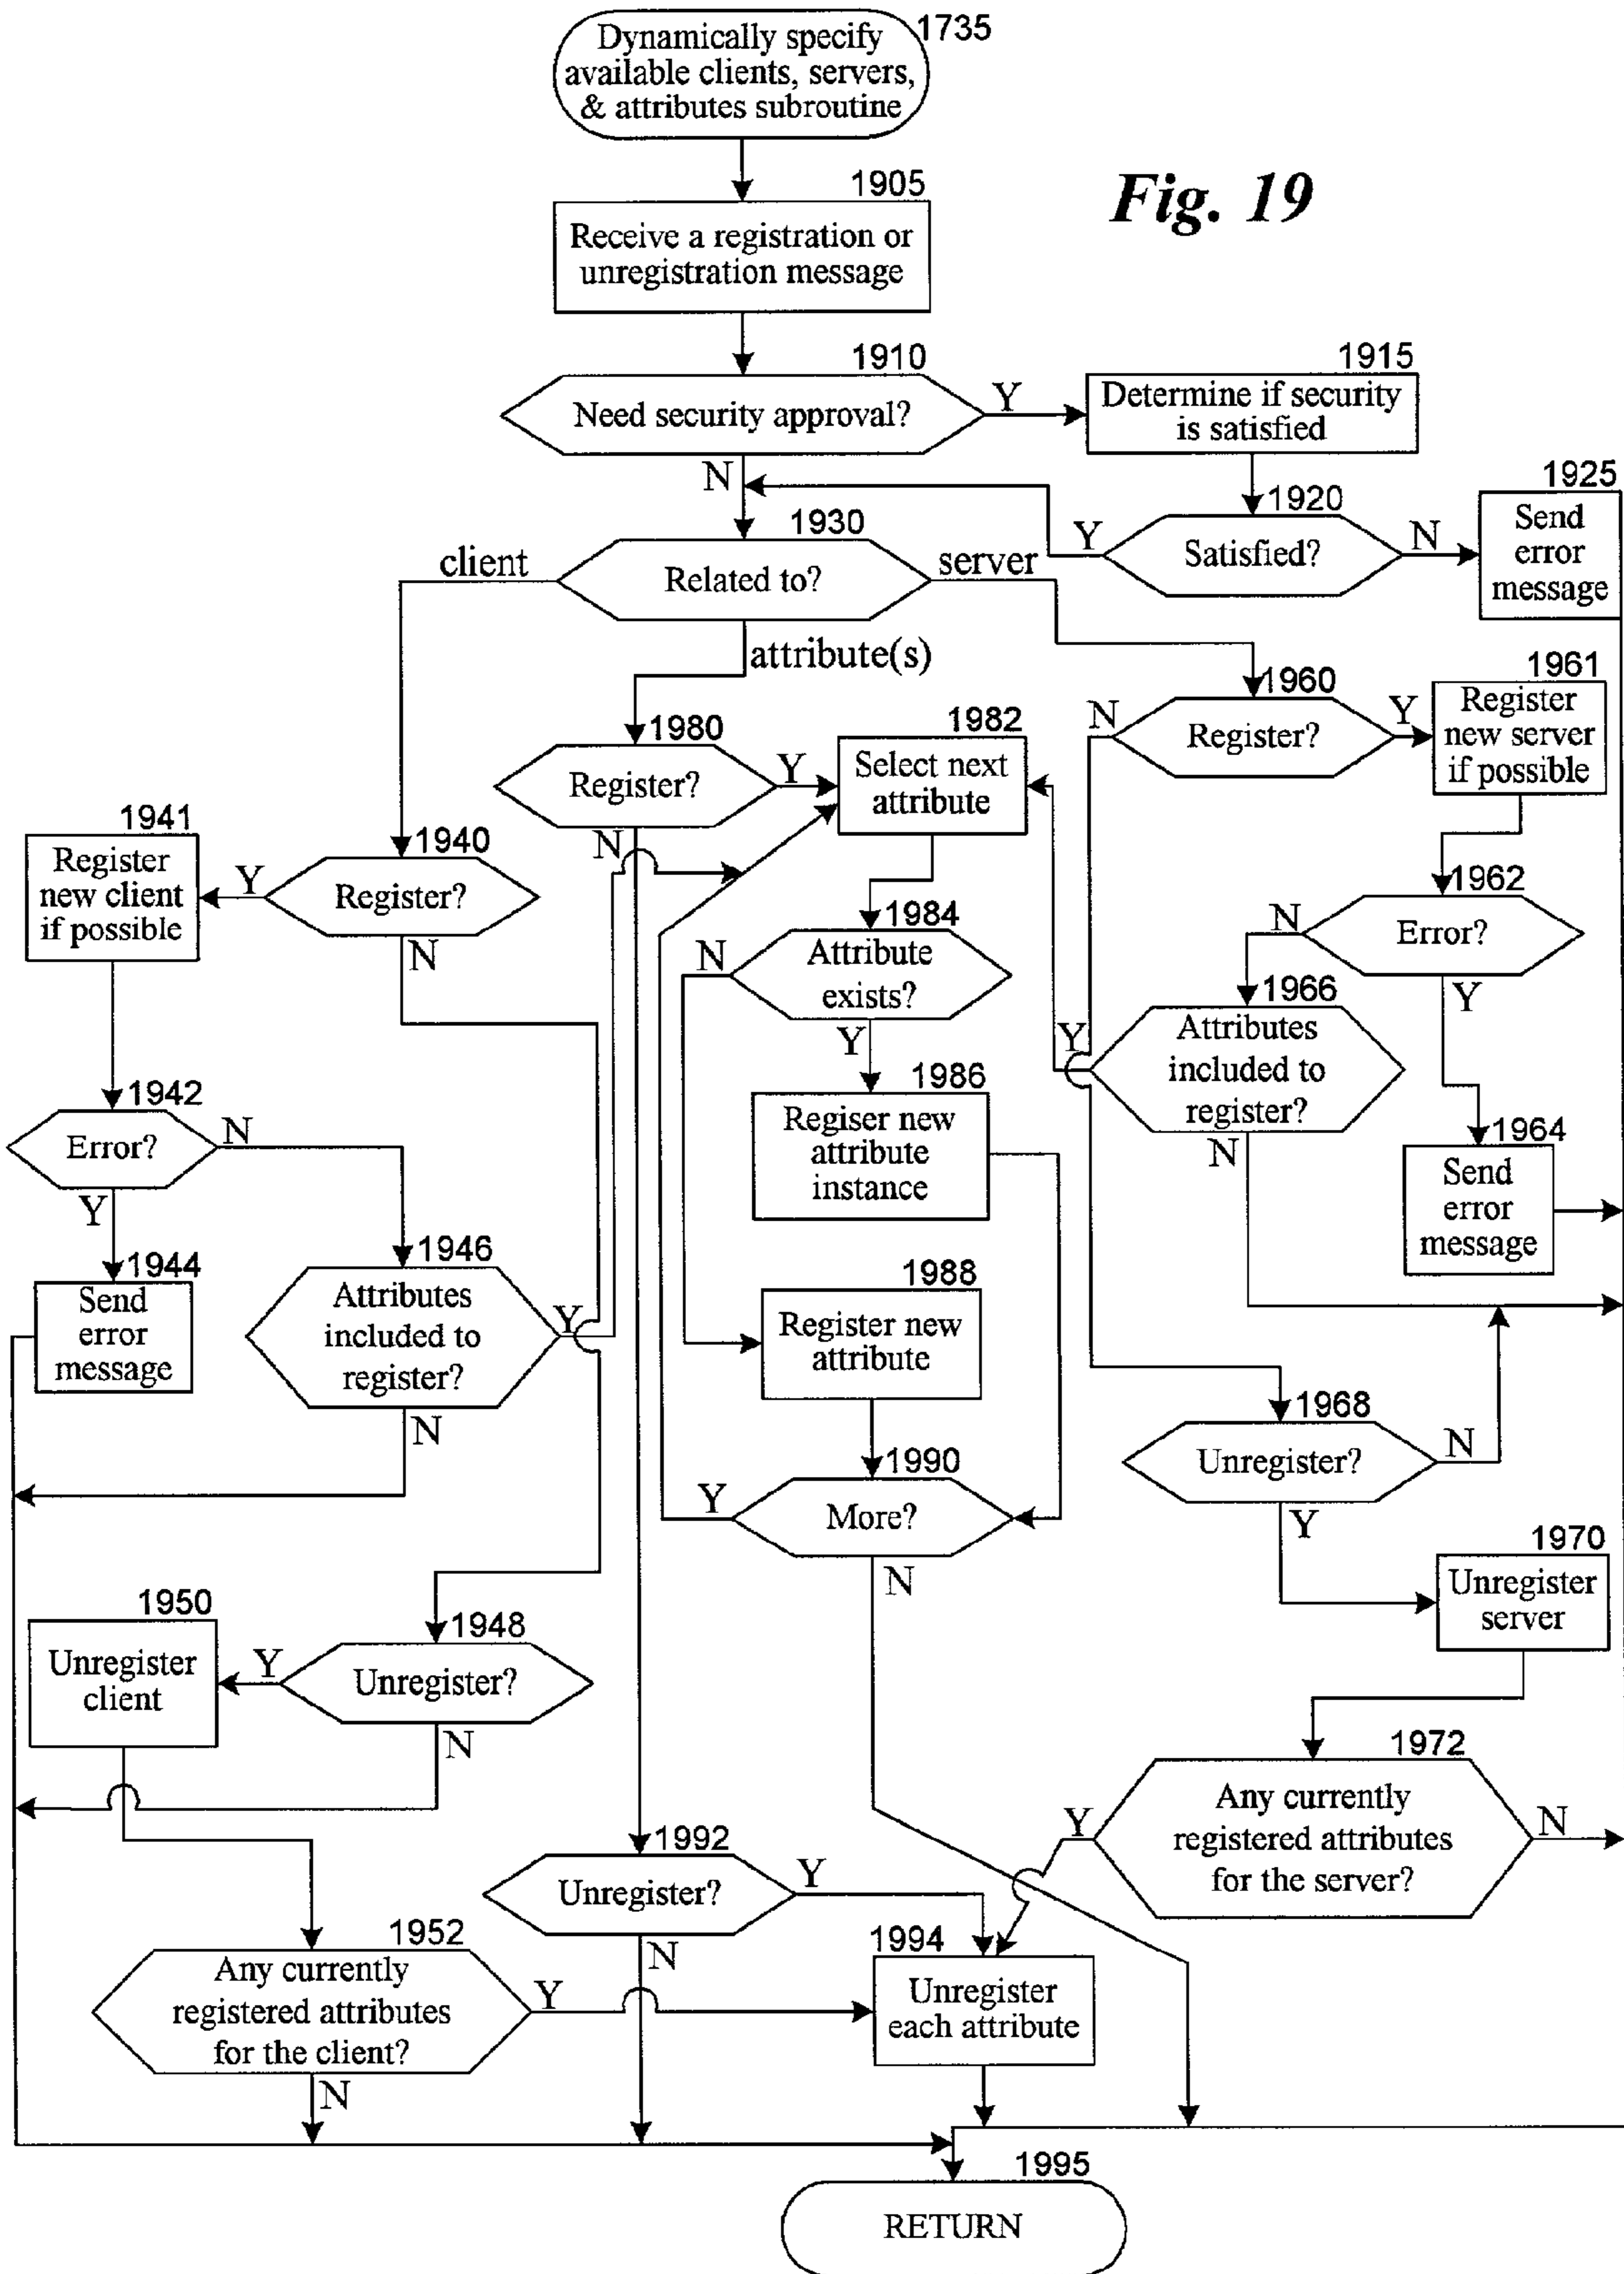 1735
Dynamically specify
available clients, servers,
& attributes subroutine
Fig. 19
1905
Receive a registration or
unregistration message
1910
Need security approval?
Y
N
1915
Determine if security
is satisfied
1920
Satisfied?
Y
N
1925
Send
error
message
1930
Related to?
client
server
attribute(s)
1960
Register?
N
Y
1961
Register
new server
if possible
1980
Register?
Y
N
1982
Select next
attribute
1941
Register
new client
if possible
1940
Register?
Y
N
1962
Error?
N
Y
1984
Attribute
exists?
N
Y
1966
Attributes
included to
register?
Y
N
1986
Regiser new
attribute
instance
1942
Error?
N
Y
1964
Send
error
message
1944
Send
error
message
1946
Attributes
included to
register?
Y
N
1988
Register new
attribute
1968
Unregister?
N
Y
1990
More?
Y
N
1970
Unregister
server
1950
Unregister
client
1948
Unregister?
Y
N
1972
Any currently
registered attributes
for the server?
Y
N
1992
Unregister?
Y
N
1952
Any currently
registered attributes
for the client?
Y
N
1994
Unregister
each attribute
1995
RETURN